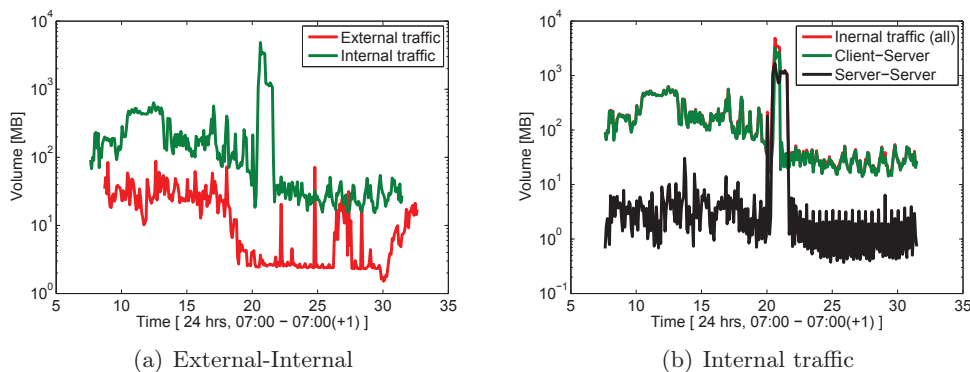 10^4
10^3
10^2
10^1
10^0
Volume [MB]
External traffic
Internal traffic
5 10 15 20 25 30 35
Time [ 24 hrs, 07:00 − 07:00(+1) ]
(a) External-Internal
10^4
10^3
10^2
10^1
10^0
10^−1
Volume [MB]
Inernal traffic (all)
Client−Server
Server−Server
5 10 15 20 25 30 35
Time [ 24 hrs, 07:00 − 07:00(+1) ]
(b) Internal traffic